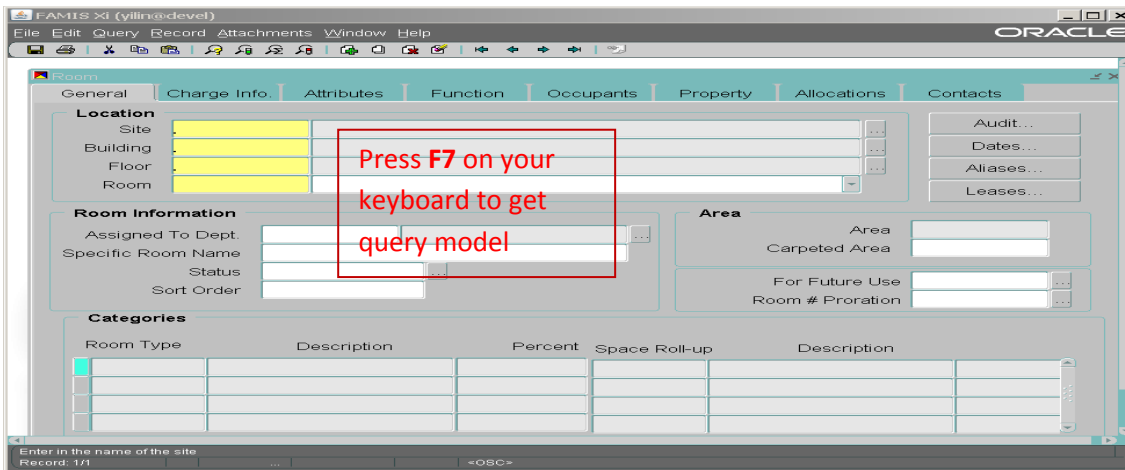 FAMIS Xi (yilin@devel)
File Edit Query Record Attachments Window Help
ORACLE
Room
General Charge Info. Attributes Function Occupants Property Allocations Contacts
Location
Site
Building
Floor
Room
Press F7 on your
keyboard to get
query model
Audit...
Dates...
Aliases...
Leases...
Room Information
Assigned To Dept.
Specific Room Name
Status
Sort Order
Area
Area
Carpeted Area
For Future Use
Room # Proration
Categories
Room Type Description Percent Space Roll-up Description
Enter in the name of the site
Record: 1/1 ... <OSC>